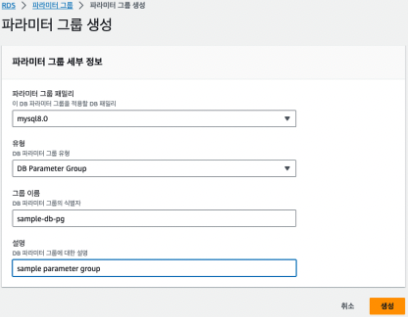 RDS > 파라미터 그룹 > 파라미터 그룹 생성
파라미터 그룹 생성
파라미터 그룹 세부 정보
파라미터 그룹 패밀리
이 DB 파라미터 그룹을 적용할 DB 패밀리
mysql8.0
유형
DB 파라미터 그룹 유형
DB Parameter Group
그룹 이름
DB 파라미터 그룹의 식별자
sample-db-pg
설명
DB 파라미터 그룹에 대한 설명
sample parameter group
취소
생성